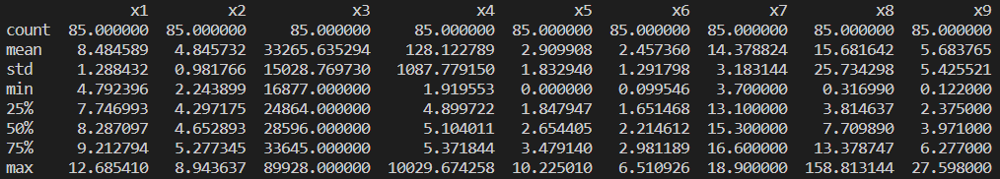 x1 x2 x3 x4 x5 x6 x7 x8 x9
count 85.000000 85.000000 85.000000 85.000000 85.000000 85.000000 85.000000 85.000000 85.000000
mean 8.484589 4.845732 33265.635294 128.122789 2.909908 2.457360 14.378824 15.681642 5.683765
std 1.288432 0.981766 15028.769730 1087.779150 1.832940 1.291798 3.183144 25.734298 5.425521
min 4.792396 2.243899 16877.000000 1.919553 0.000000 0.099546 3.700000 0.316990 0.122000
25% 7.746993 4.297175 24864.000000 4.899722 1.847947 1.651468 13.100000 3.814637 2.375000
50% 8.287097 4.652893 28596.000000 5.104011 2.654405 2.214612 15.300000 7.709890 3.971000
75% 9.212794 5.277345 33645.000000 5.371844 3.479140 2.981189 16.600000 13.378747 6.277000
max 12.685410 8.943637 89928.000000 10029.674258 10.225010 6.510926 18.900000 158.813144 27.598000